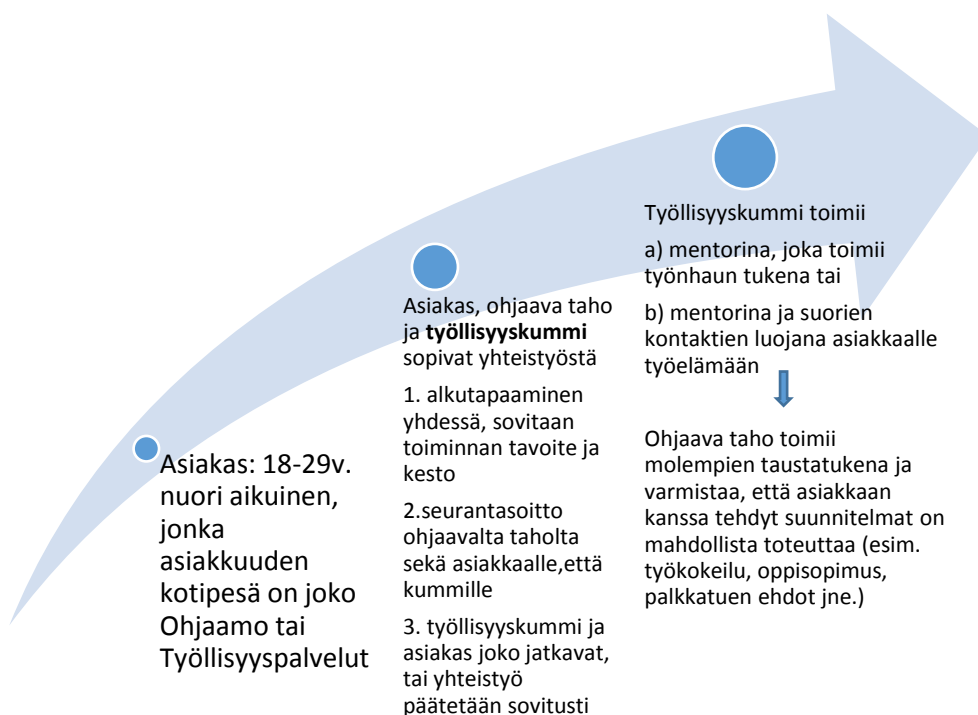 Asiakas: 18-29v.
nuori aikuinen,
jonka
asiakkuuden
kotipesä on joko
Ohjaamo tai
Työllisyyspalvelut
Asiakas, ohjaava taho
ja työllisyyskummi
sopivat yhteistyöstä
1. alkutapaaminen
yhdessä, sovitaan
toiminnan tavoite ja
kesto
2.seurantasoitto
ohjaavalta taholta
sekä asiakkaalle,että
kummille
3. työllisyyskummi ja
asiakas joko jatkavat,
tai yhteistyö
päätetään sovitusti
Työllisyyskummi toimii
a) mentorina, joka toimii
työnhaun tukena tai
b) mentorina ja suorien
kontaktien luojana asiakkaalle
työelämään
Ohjaava taho toimii
molempien taustatukena ja
varmistaa, että asiakkaan
kanssa tehdyt suunnitelmat on
mahdollista toteuttaa (esim.
työkokeilu, oppisopimus,
palkkatuen ehdot jne.)